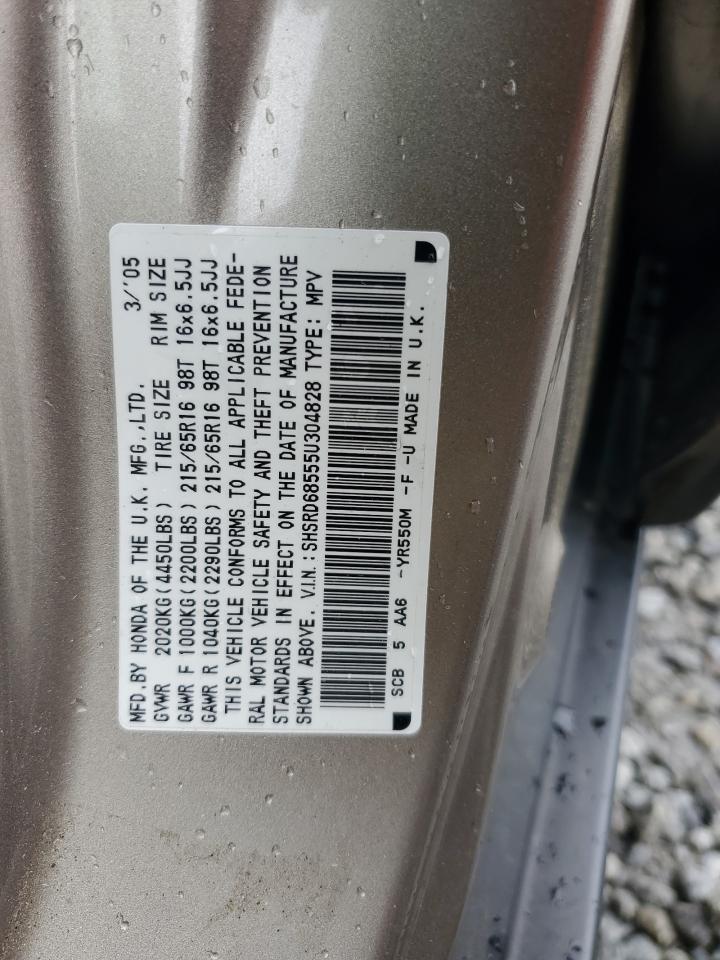 MFD.BY HONDA OF THE U.K. MFG.,LTD. 3/'05
GVWR 2020KG(4450LBS) TIRE SIZE RIM SIZE
GAWR F 1000KG(2200LBS) 215/65R16 98T 16x6.5JJ
GAWR R 1040KG(2290LBS) 215/65R16 98T 16x6.5JJ
THIS VEHICLE CONFORMS TO ALL APPLICABLE FEDE-
RAL MOTOR VEHICLE SAFETY AND THEFT PREVENTION
STANDARDS IN EFFECT ON THE DATE OF MANUFACTURE
SHOWN ABOVE. V.I.N.:SHSRD68555U304828 TYPE: MPV
SCB 5 AA6 -YR550M -F -U MADE IN U.K.